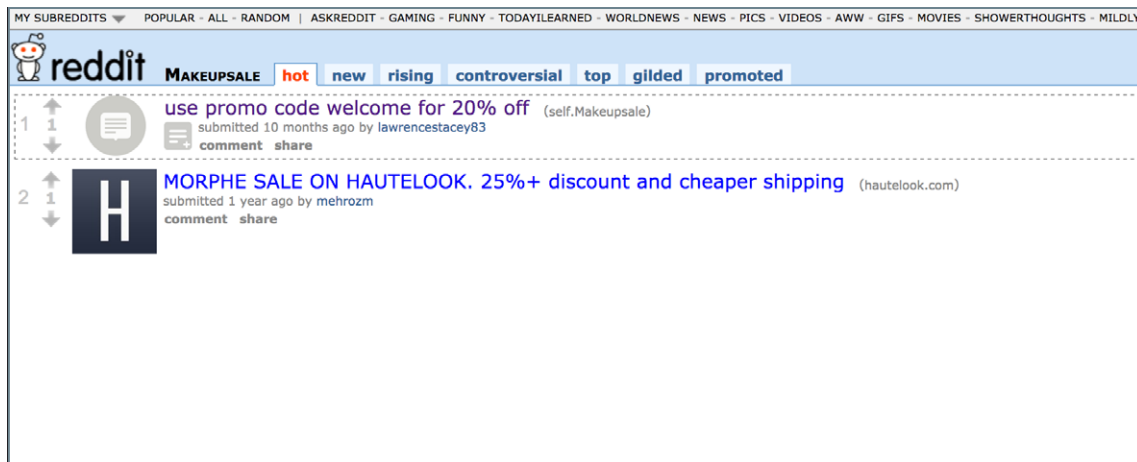 MY SUBREDDITS POPULAR - ALL - RANDOM | ASKREDDIT - GAMING - FUNNY - TODAYILEARNED - WORLDNEWS - NEWS - PICS - VIDEOS - AWW - GIFS - MOVIES - SHOWERTHOUGHTS - MILDLY
reddit MAKEUPSALE hot new rising controversial top gilded promoted
use promo code welcome for 20% off (self.Makeupsale)
1 1 submitted 10 months ago by lawrencestacey83
comment share
MORPHE SALE ON HAUTELOOK. 25%+ discount and cheaper shipping (hautelook.com)
2 1 H submitted 1 year ago by mehrozm
comment share